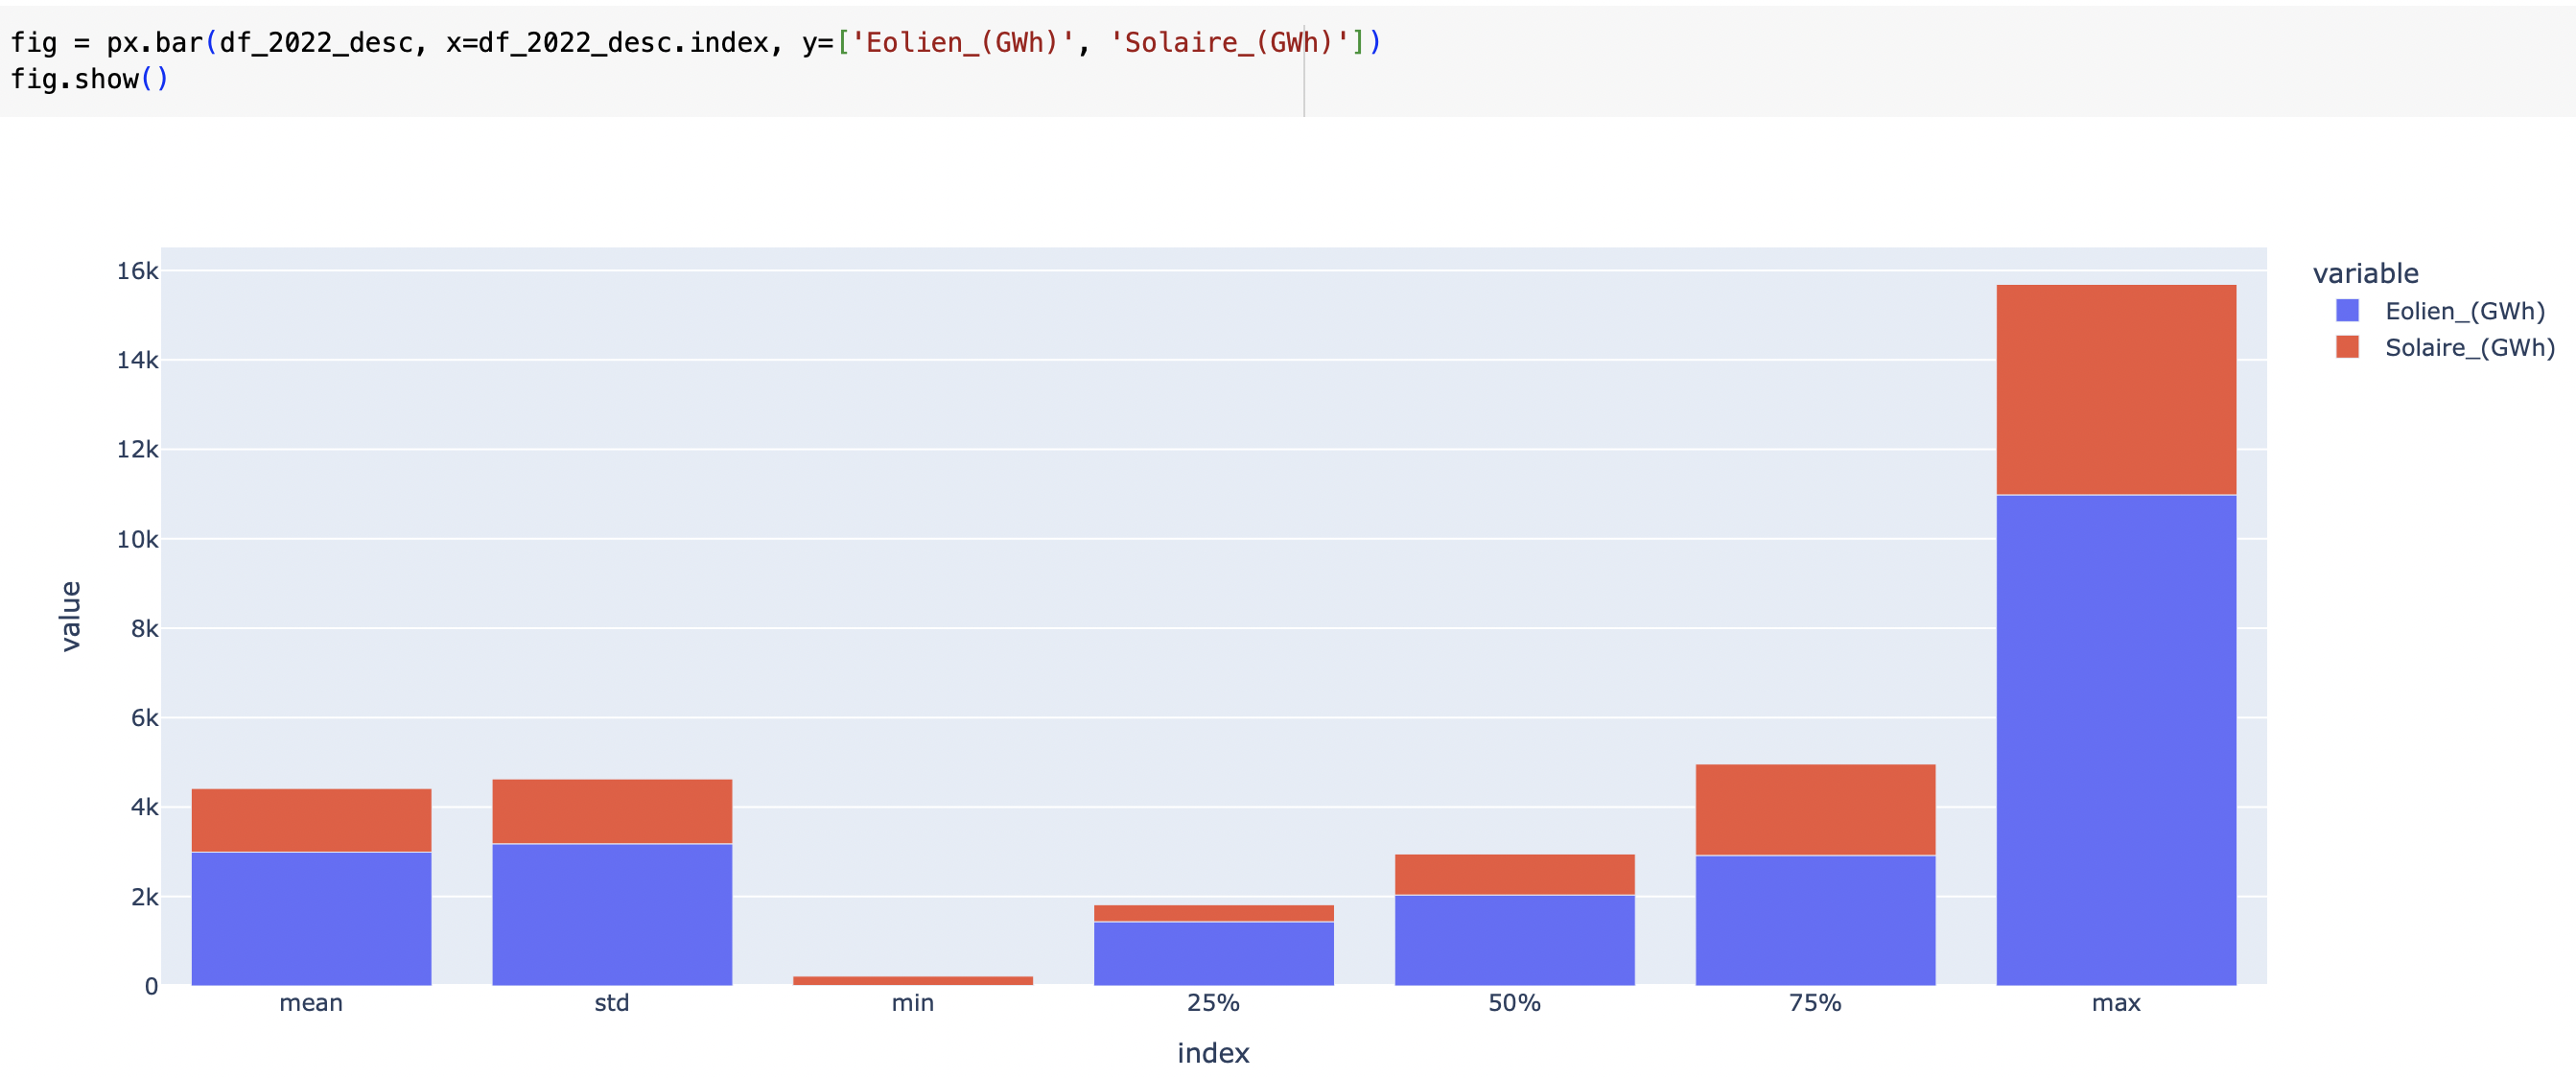 fig = px.bar(df_2022_desc, x=df_2022_desc.index, y=['Eolien_(GWh)', 'Solaire_(GWh)'])
fig.show()
variable
Eolien_(GWh)
Solaire_(GWh)
16k
14k
12k
10k
8k
6k
4k
2k
0
value
mean std min 25% 50% 75% max
index